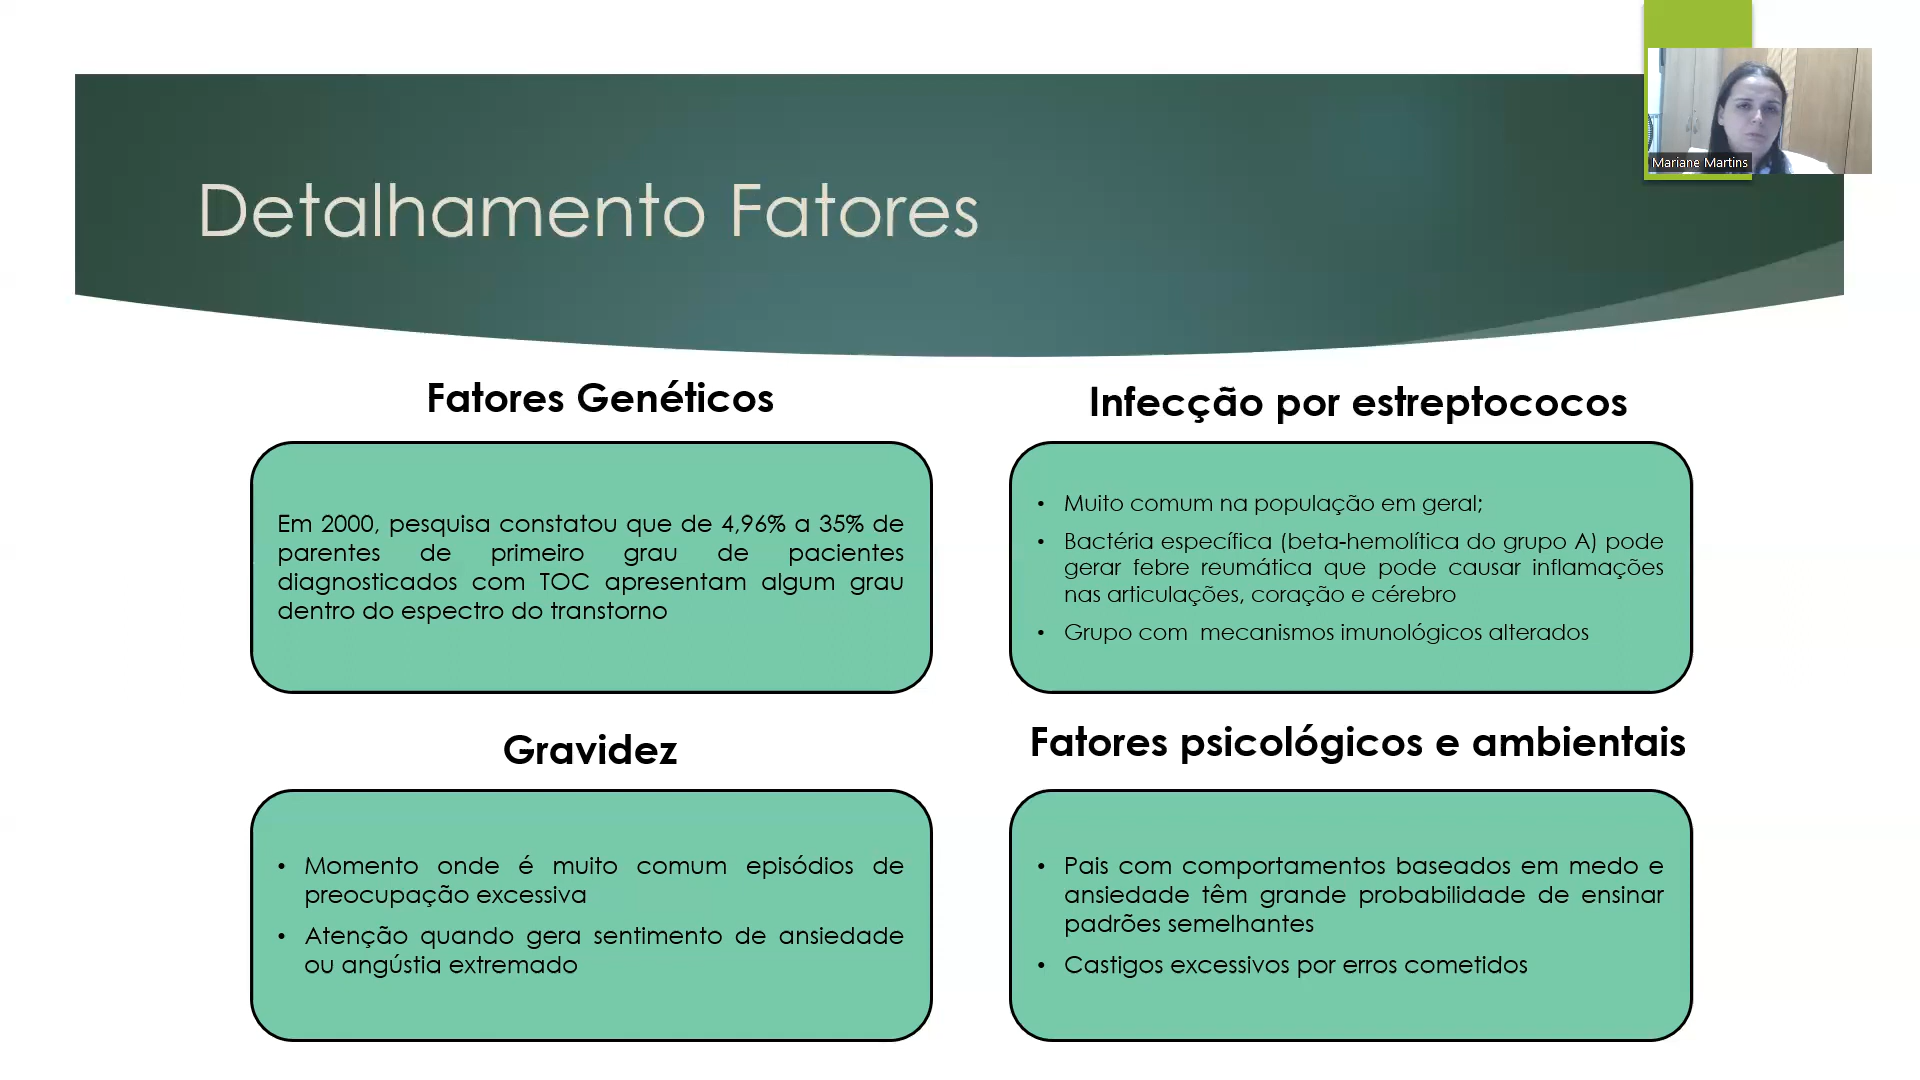 Mariane Martins
Detalhamento Fatores
Fatores Genéticos
Em 2000, pesquisa constatou que de 4,96% a 35% de
parentes de primeiro grau de pacientes
diagnosticados com TOC apresentam algum grau
dentro do espectro do transtorno
Infecção por estreptococos
• Muito comum na população em geral;
• Bactéria específica (beta-hemolítica do grupo A) pode
gerar febre reumática que pode causar inflamações
nas articulações, coração e cérebro
• Grupo com mecanismos imunológicos alterados
Gravidez
• Momento onde é muito comum episódios de
preocupação excessiva
• Atenção quando gera sentimento de ansiedade
ou angústia extremado
Fatores psicológicos e ambientais
• Pais com comportamentos baseados em medo e
ansiedade têm grande probabilidade de ensinar
padrões semelhantes
• Castigos excessivos por erros cometidos